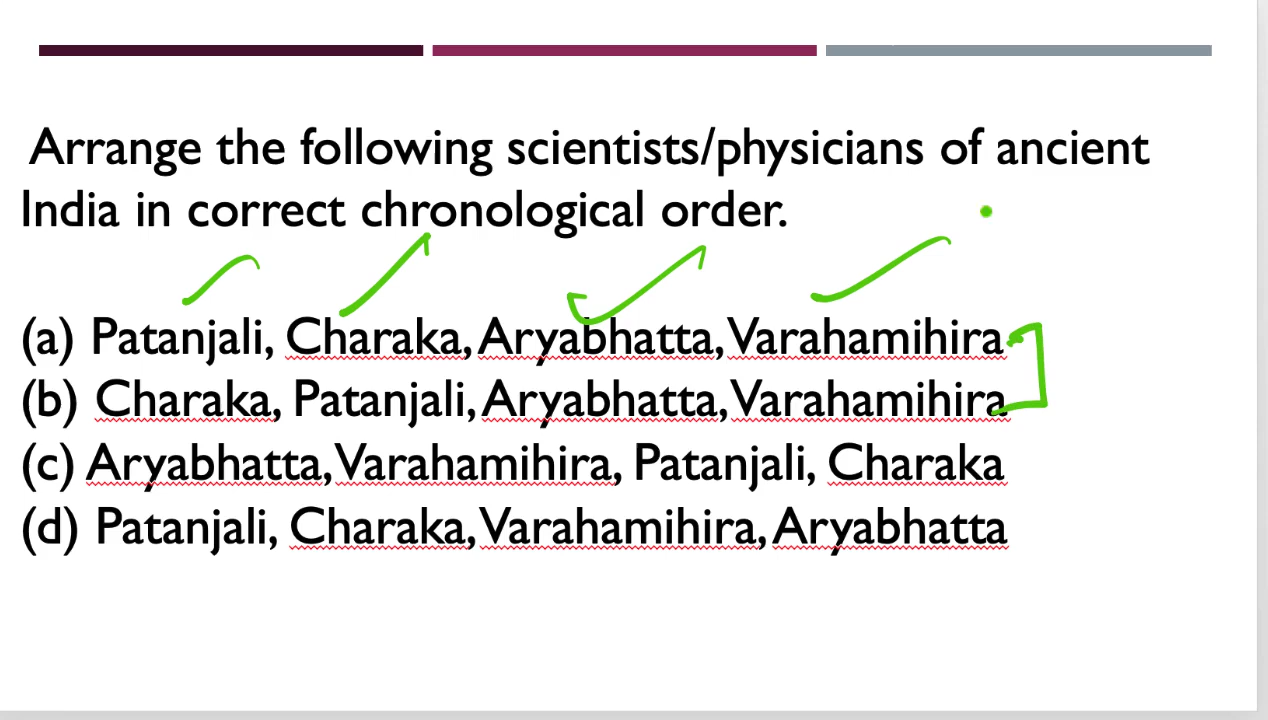 Arrange the following scientists/physicians of ancient
India in correct chronological order.
(a) Patanjali, Charaka, Aryabhatta, Varahamihira
(b) Charaka, Patanjali, Aryabhatta, Varahamihira
(c) Aryabhatta, Varahamihira, Patanjali, Charaka
(d) Patanjali, Charaka, Varahamihira, Aryabhatta